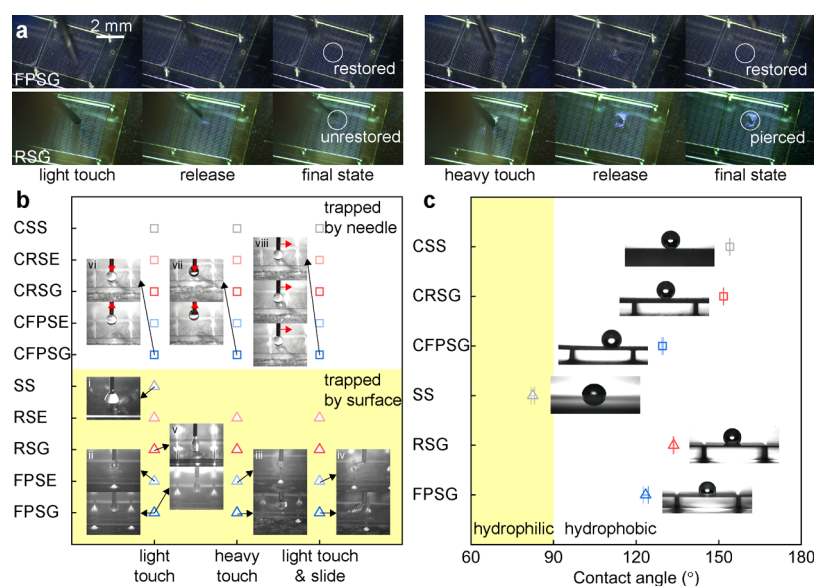 a
2 mm
FPSG
restored
restored
RSG
unrestored
pierced
light touch
release
final state
heavy touch
release
final state
b
trapped
by needle
CSS
CRSE
CRSG
CFPSE
CFPSG
vi
vii
viii
SS
RSE
RSG
FPSE
FPSG
trapped
by surface
i
ii
v
iii
iv
light
touch
heavy
touch
light touch
& slide
c
CSS
CRSG
CFPSG
SS
RSG
FPSG
hydrophilic
hydrophobic
60
90
120
150
180
Contact angle (°)